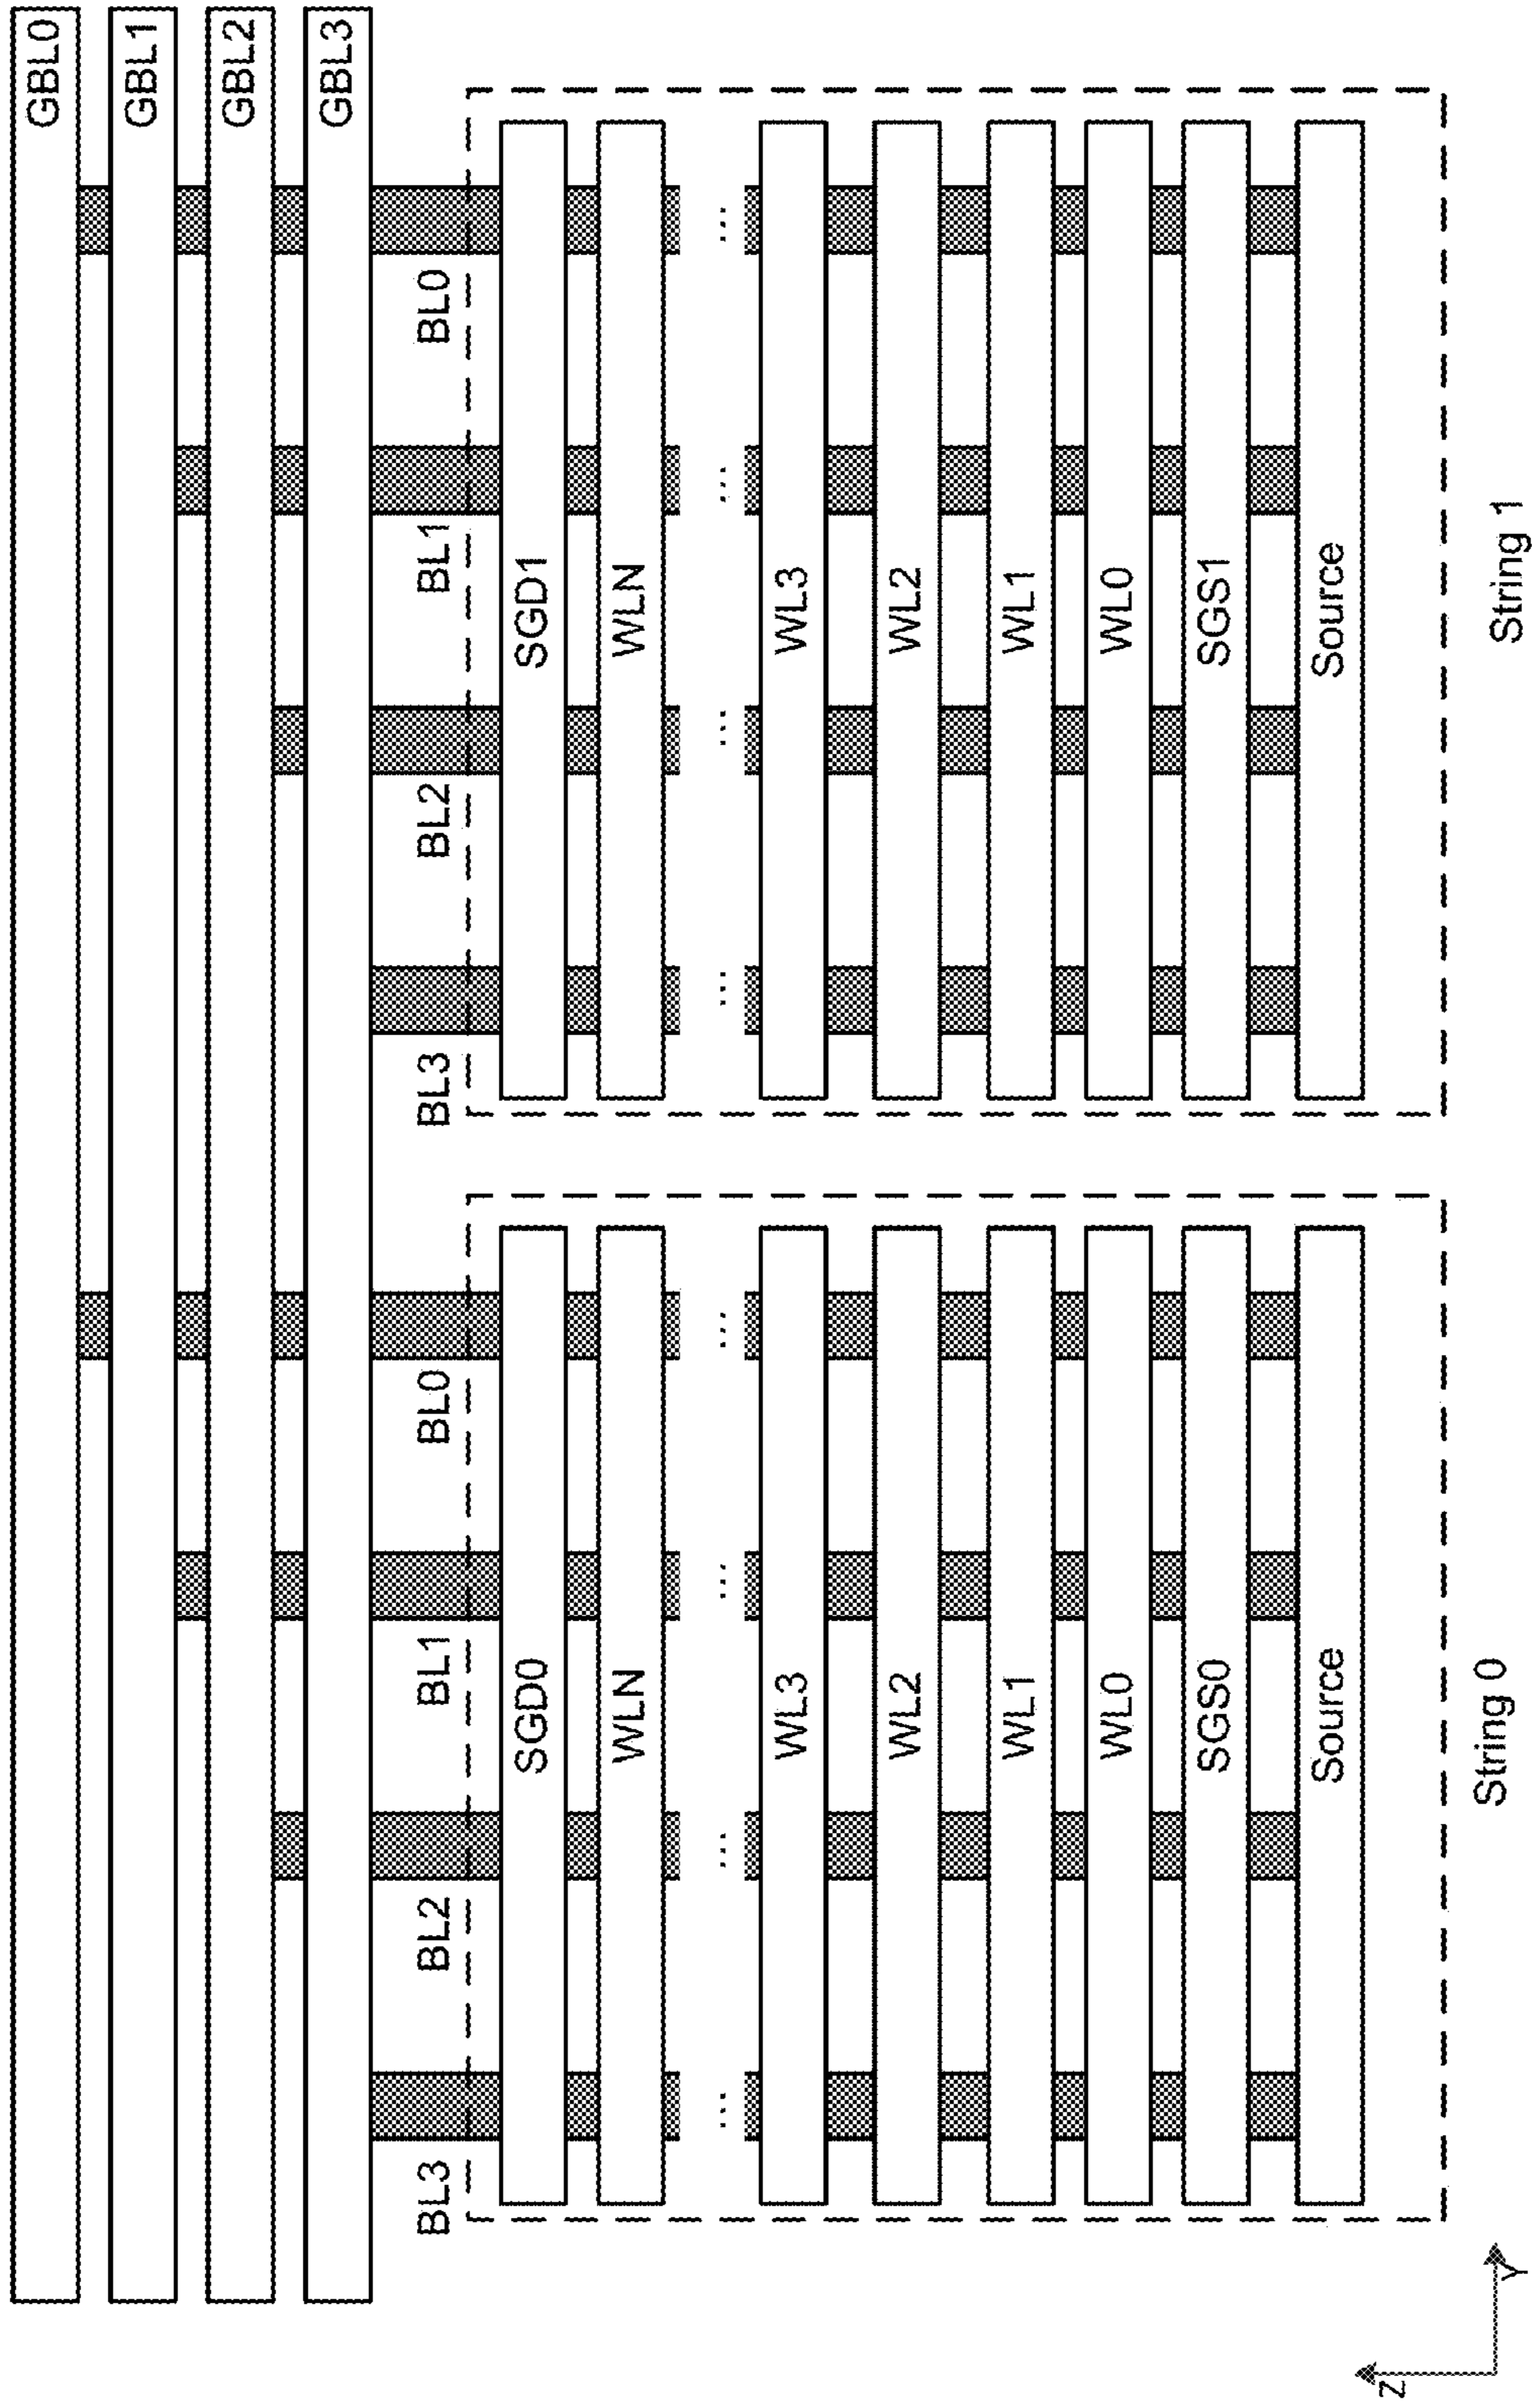 GBL0
GBL1
GBL2
GBL3
BL3
BL2
BL1
BL0
BL3
BL2
BL1
BL0
SGD0
SGD1
WLN
WLN
... ... ... ... ... ... ... ...
WL3
WL3
WL2
WL2
WL1
WL1
WL0
WL0
SGS0
SGS1
Source
Source
String 0
String 1
Z
Y